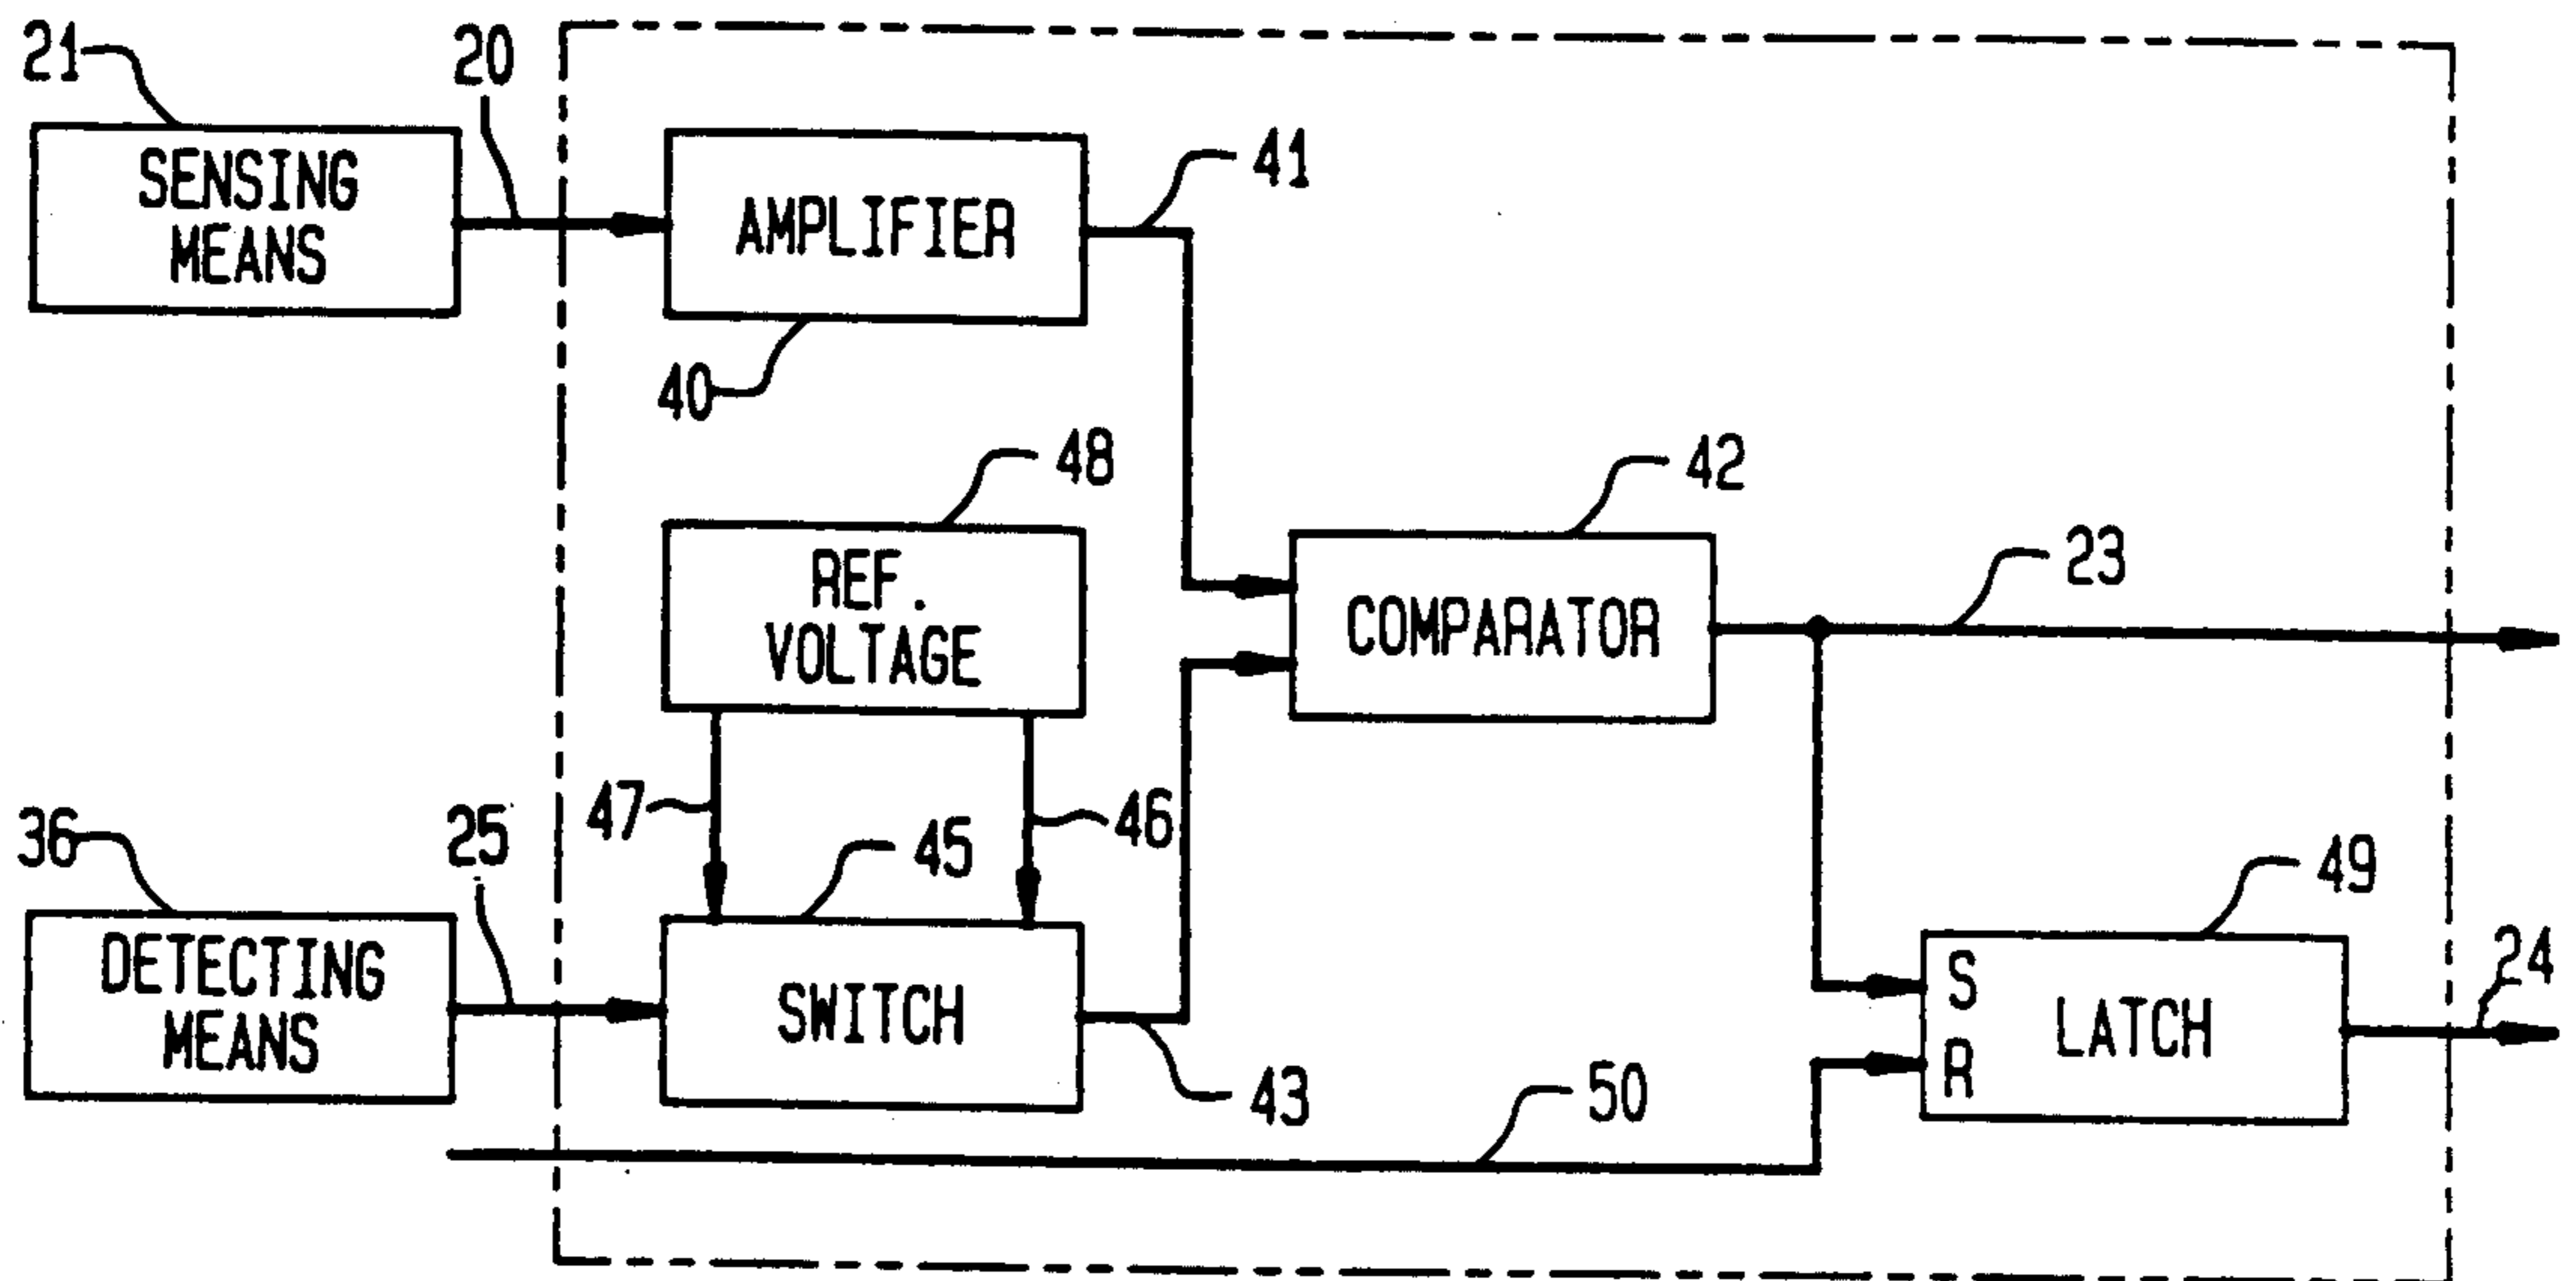 21
20
SENSING
MEANS
AMPLIFIER
41
40
48
42
REF.
VOLTAGE
COMPARATOR
23
47
46
36
25
45
49
DETECTING
MEANS
SWITCH
S
R
LATCH
24
43
50